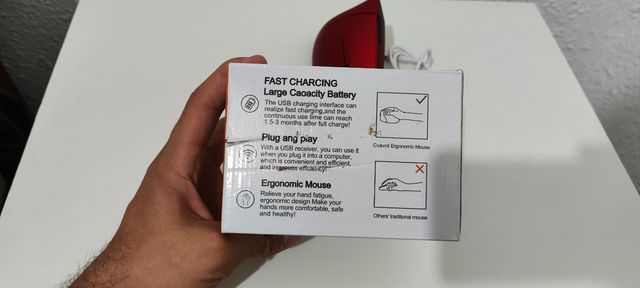 FAST CHARCING
Large Caoacity Battery
The USB charging interface can
realize fast charging,and the
continuous use time can reach
1.5-3 months after full charge!
Plug ang play
With a USB receiver, you can use it
when you plug it into a computer,
which is convenient and efficient,
and improves efficiency!
Ergonomic Mouse
Relieve your hand fatigue,
ergonomic design Make your
hands more comfortable, safe
and healthy!
Cvavot Ergonomic Mouse
Others' traditional mouse